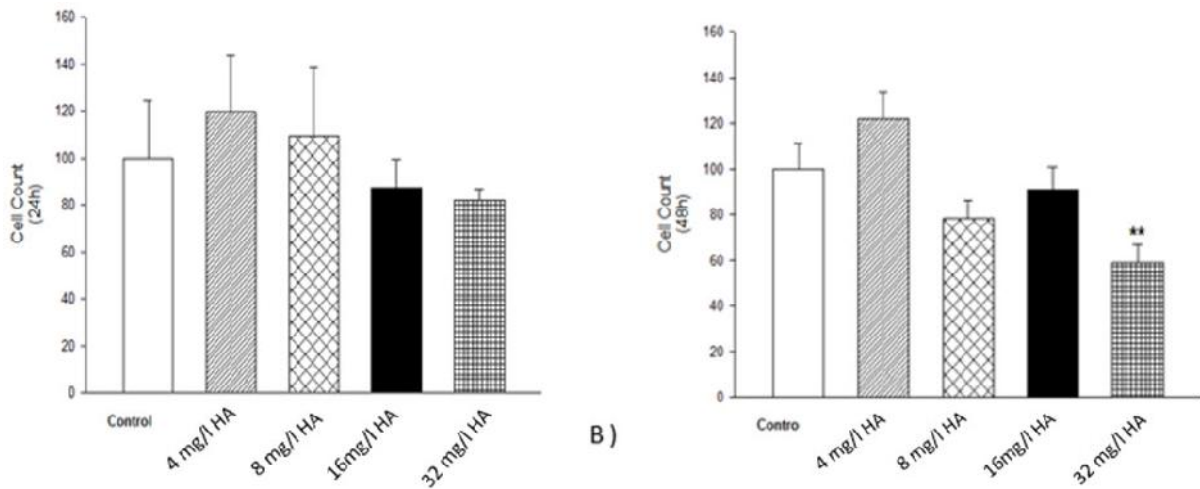 160
140
120
100
80
60
40
20
0
Cell Count
(24h)
Control
4 mg/l HA
8 mg/l HA
16mg/l HA
32 mg/l HA
B)
160
140
120
100
80
60
40
20
0
Cell Count
(48h)
**
Contro
4 mg/l HA
8 mg/l HA
16mg/l HA
32 mg/l HA